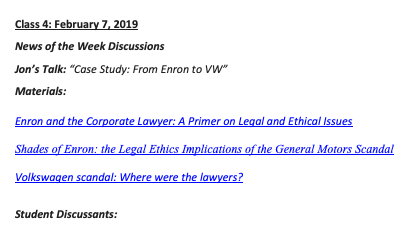 Class 4: February 7, 2019
News of the Week Discussions
Jon's Talk: “Case Study: From Enron to VW”
Materials:
Enron and the Corporate Lawyer: A Primer on Legal and Ethical Issues
Shades of Enron: the Legal Ethics Implications of the General Motors Scandal
Volkswagen scandal: Where were the lawyers?
Student Discussants: